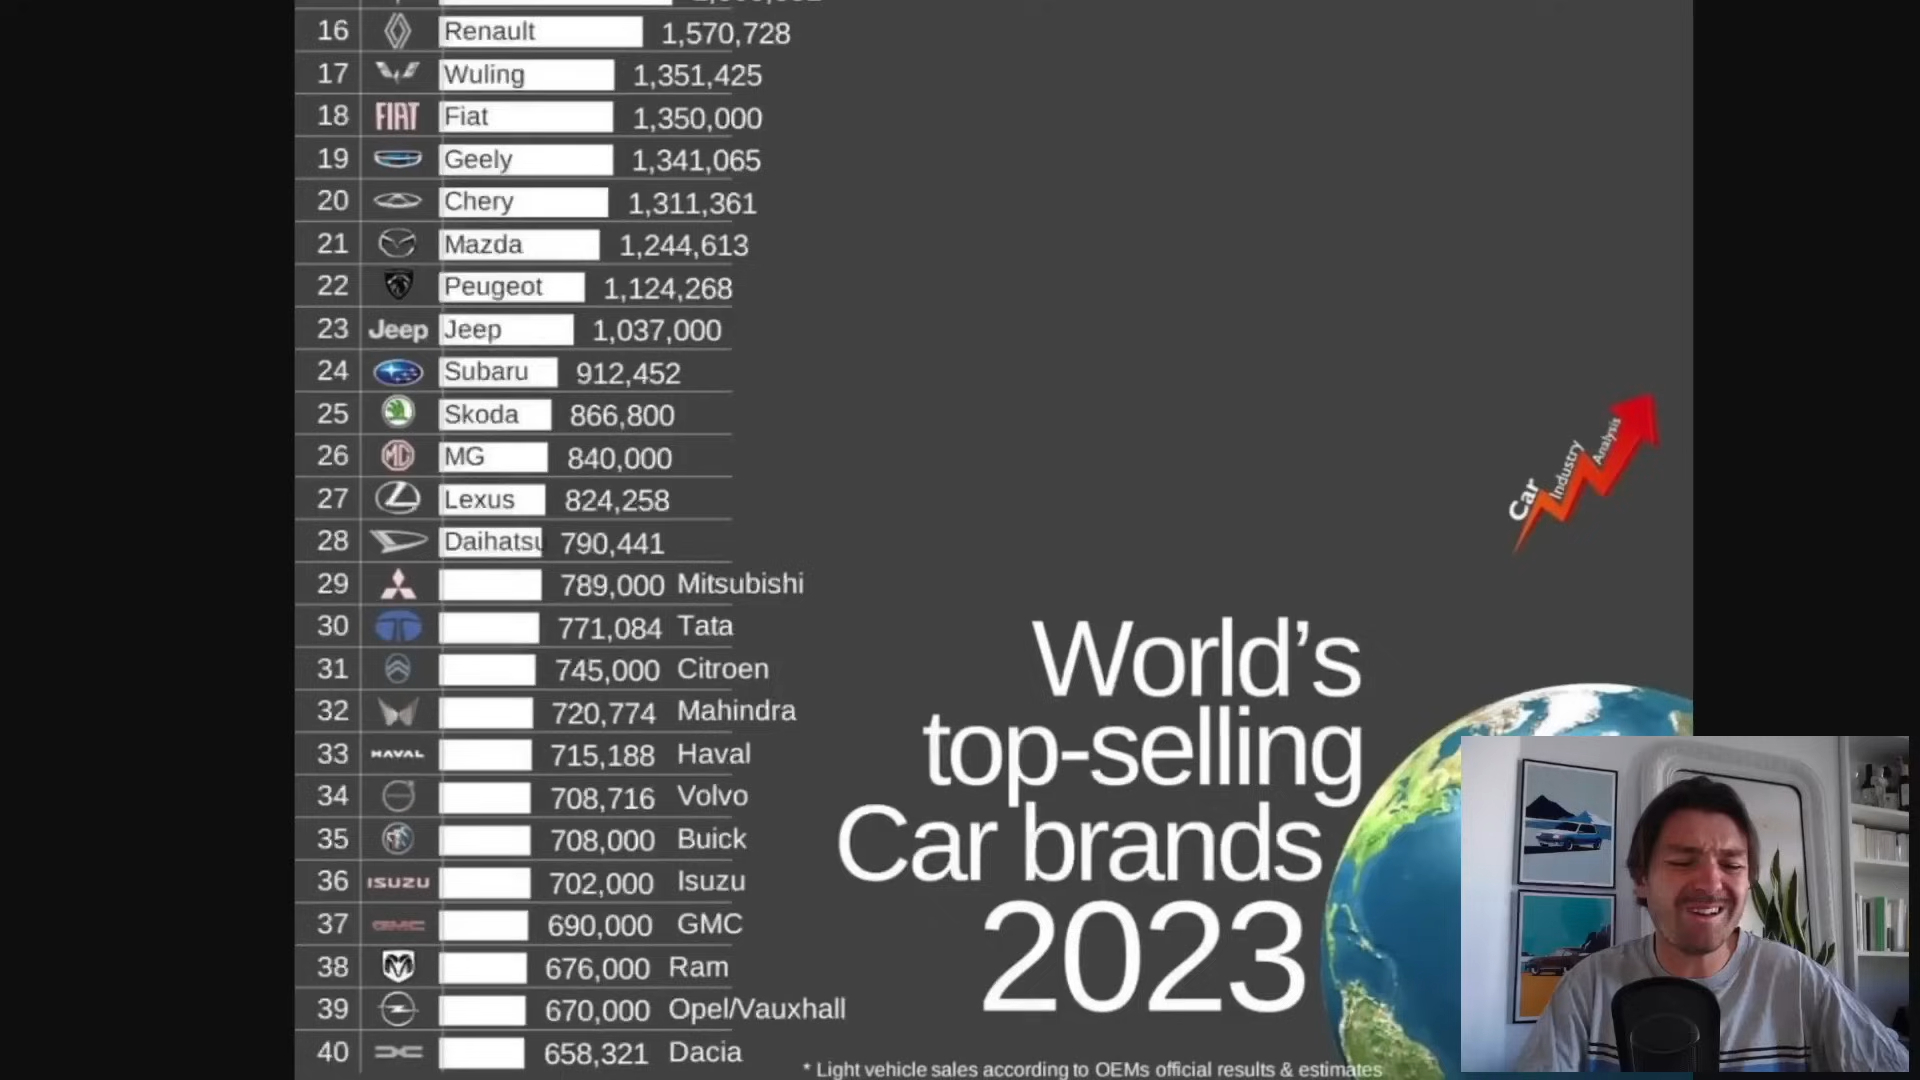 16 Renault 1,570,728
17 Wuling 1,351,425
18 FIAT Fiat 1,350,000
19 Geely 1,341,065
20 Chery 1,311,361
21 Mazda 1,244,613
22 Peugeot 1,124,268
23 Jeep Jeep 1,037,000
24 Subaru 912,452
25 Skoda 866,800
26 MG MG 840,000
27 Lexus 824,258
28 Daihatsu 790,441
29 789,000 Mitsubishi
30 771,084 Tata
31 745,000 Citroen
32 720,774 Mahindra
33 HAVAL 715,188 Haval
34 708,716 Volvo
35 708,000 Buick
36 ISUZU 702,000 Isuzu
37 GMC 690,000 GMC
38 676,000 Ram
39 670,000 Opel/Vauxhall
40 658,321 Dacia
Car Industry Analysis
World's
top-selling
Car brands
2023
* Light vehicle sales according to OEMs official results & estimates